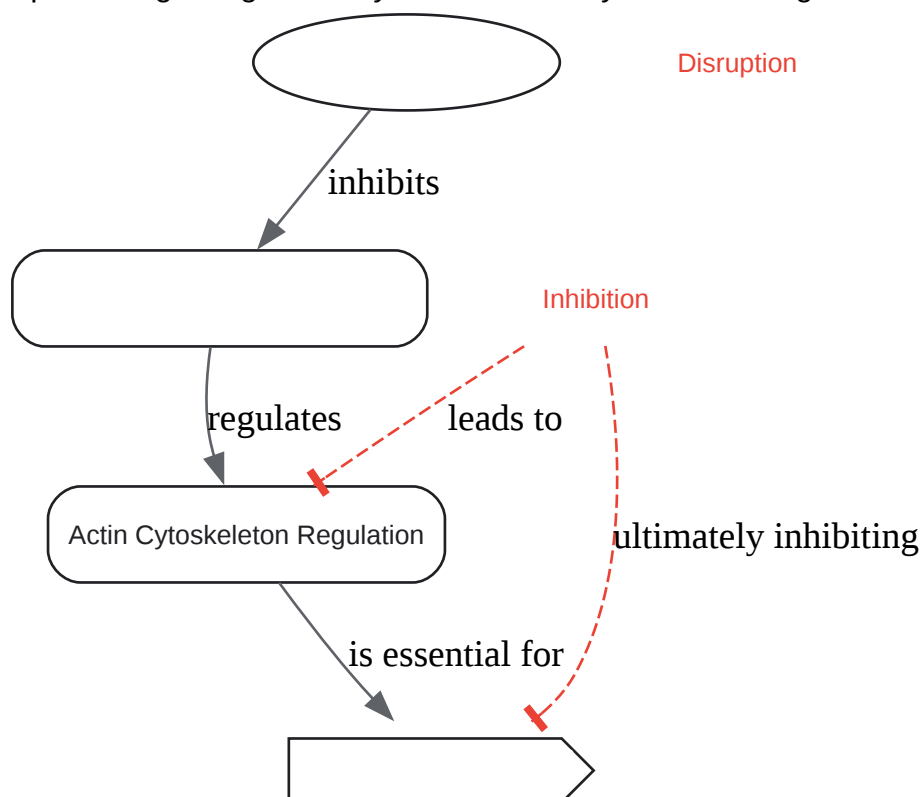 Disruption
inhibits
Inhibition
regulates
leads to
Actin Cytoskeleton Regulation
ultimately inhibiting
is essential for